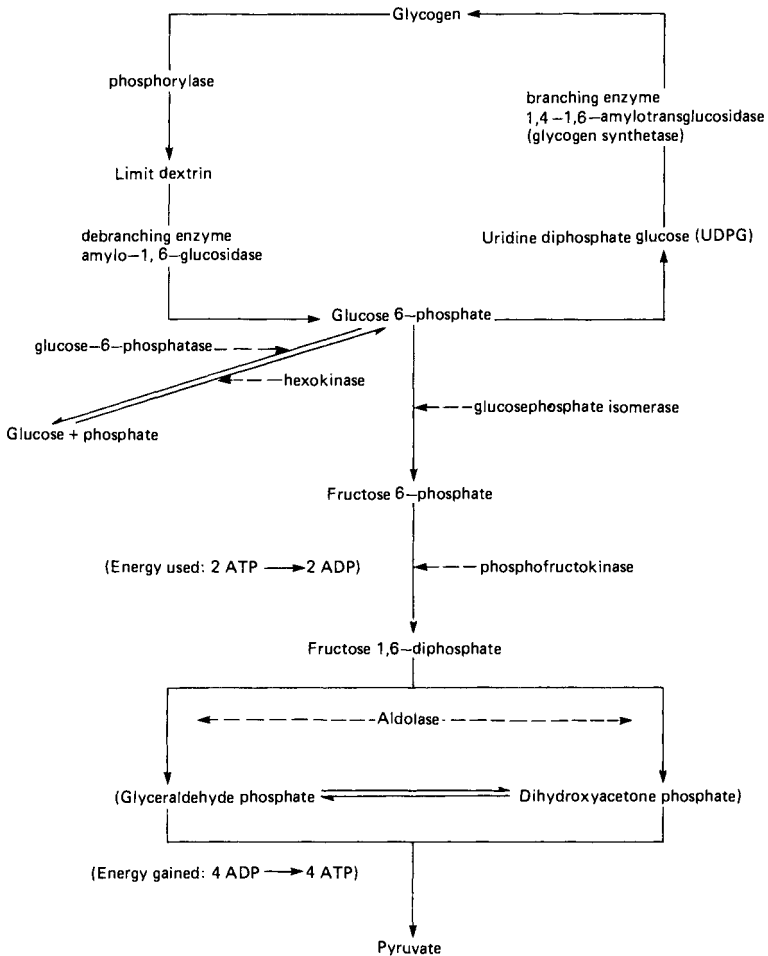 Glycogen
phosphorylase
branching enzyme
1,4–1,6–amylotransglucosidase
(glycogen synthetase)
Limit dextrin
debranching enzyme
amylo–1, 6–glucosidase
Uridine diphosphate glucose (UDPG)
Glucose 6–phosphate
glucose–6–phosphatase
hexokinase
Glucose + phosphate
glucosephosphate isomerase
Fructose 6–phosphate
(Energy used: 2 ATP ⟶ 2 ADP)
phosphofructokinase
Fructose 1,6–diphosphate
Aldolase
(Glyceraldehyde phosphate
Dihydroxyacetone phosphate)
(Energy gained: 4 ADP ⟶ 4 ATP)
Pyruvate